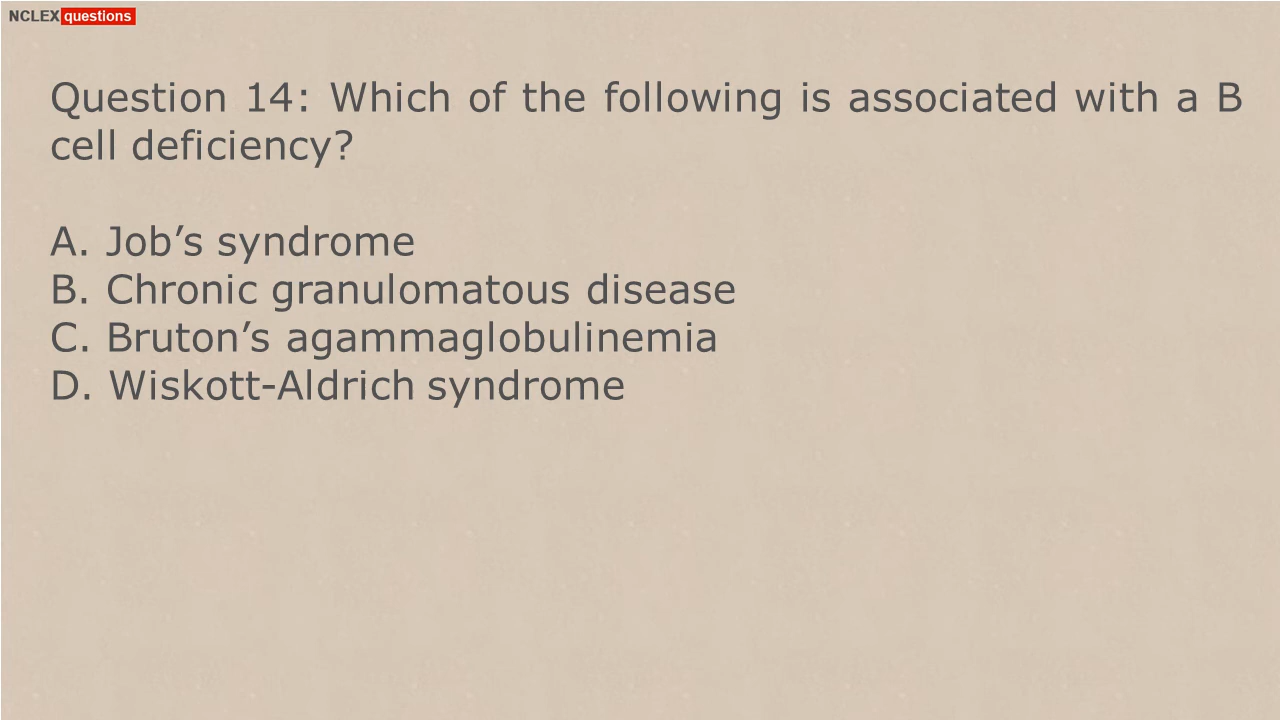 NCLEX questions
Question 14: Which of the following is associated with a B
cell deficiency?
A. Job’s syndrome
B. Chronic granulomatous disease
C. Bruton’s agammaglobulinemia
D. Wiskott-Aldrich syndrome